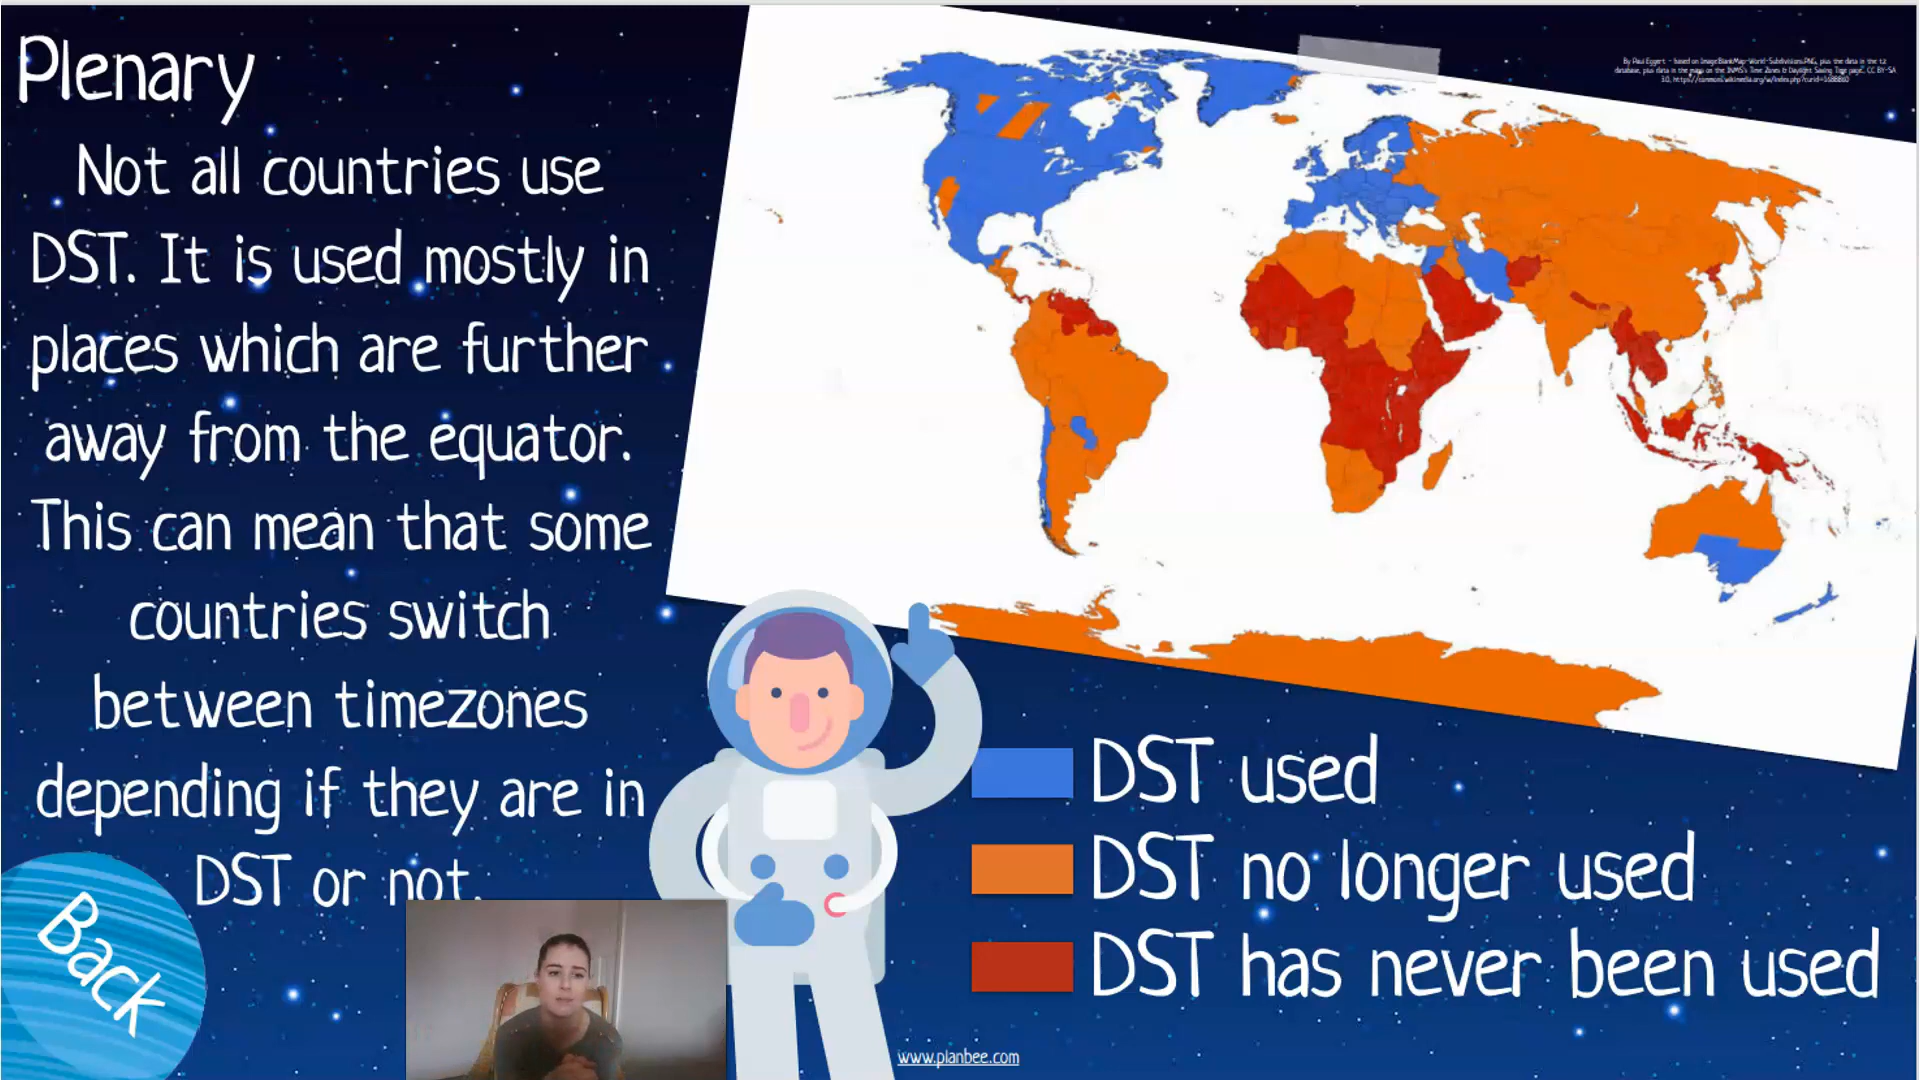 Plenary
Not all countries use
DST. It is used mostly in
places which are further
away from the equator.
This can mean that some
countries switch
between timezones
depending if they are in
DST or not.
Back
DST used
DST no longer used
DST has never been used
www.planbee.com